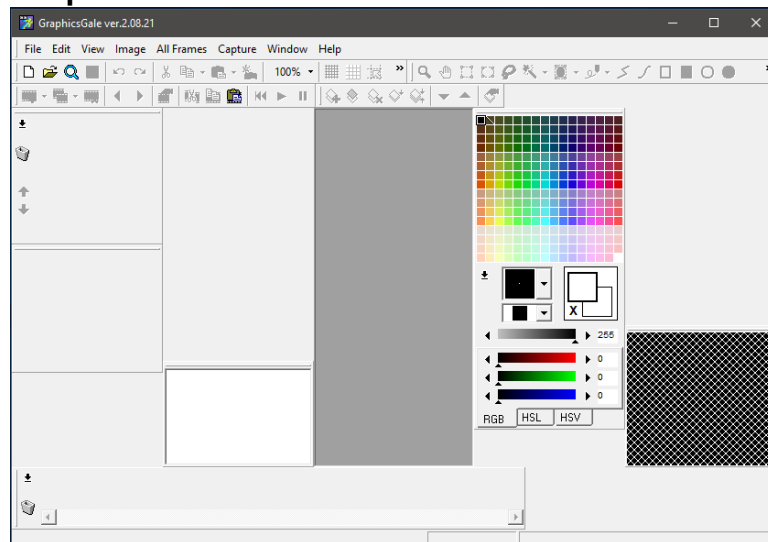 GraphicsGale ver.2.08.21
File Edit View Image All Frames Capture Window Help
100%
X
255
0
0
0
RGB HSL HSV